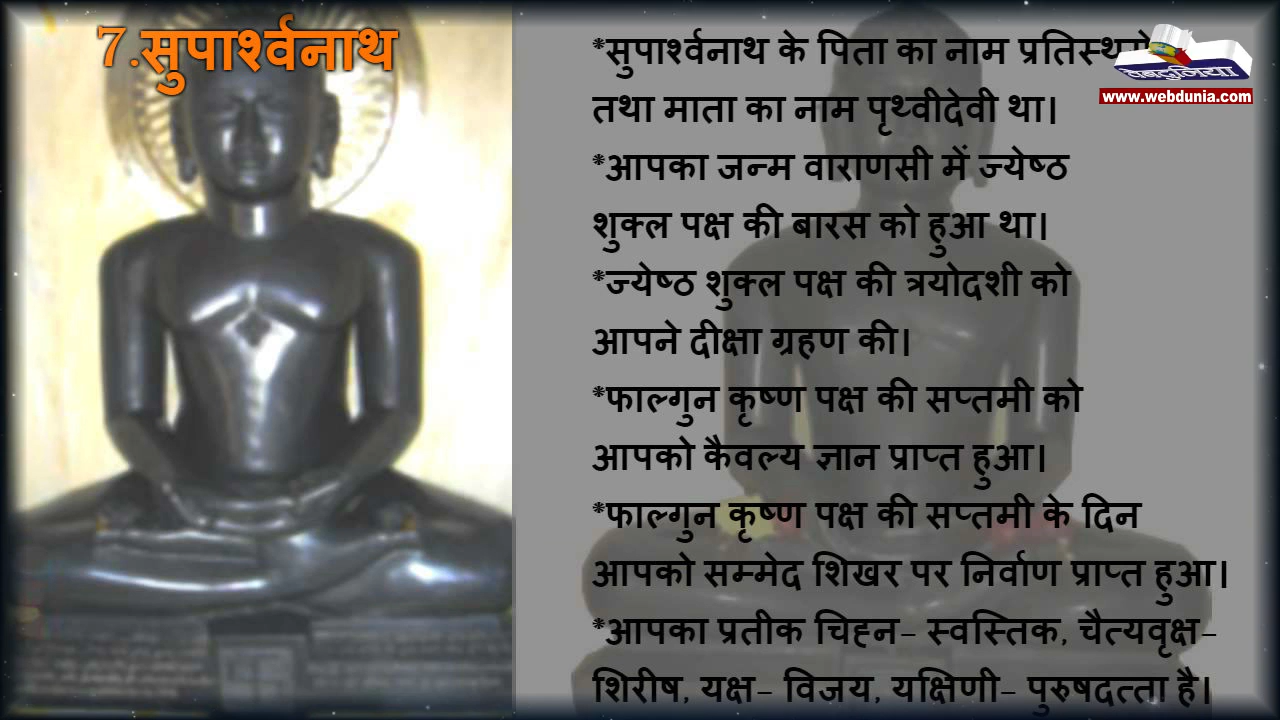 7.सुपार्श्वनाथ
*सुपार्श्वनाथ के पिता का नाम
तथा माता का नाम पृथ्वीदेवी था।
*आपका जन्म वाराणसी में ज्येष्ठ
शुक्ल पक्ष की बारस को हुआ था।
*ज्येष्ठ शुक्ल पक्ष की त्रयोदशी को
आपने दीक्षा ग्रहण की।
*फाल्गुन कृष्ण पक्ष की सप्तमी को
आपको कैवल्य ज्ञान प्राप्त हुआ।
*फाल्गुन कृष्ण पक्ष की सप्तमी के दिन
आपको सम्मेद शिखर पर निर्वाण प्राप्त हुआ।
*आपका प्रतीक चिह्न- स्वस्तिक, चैत्यवृक्ष-
शिरीष, यक्ष- विजय, यक्षिणी- पुरुषदत्ता है।
वेबदुनिया
www.webdunia.com